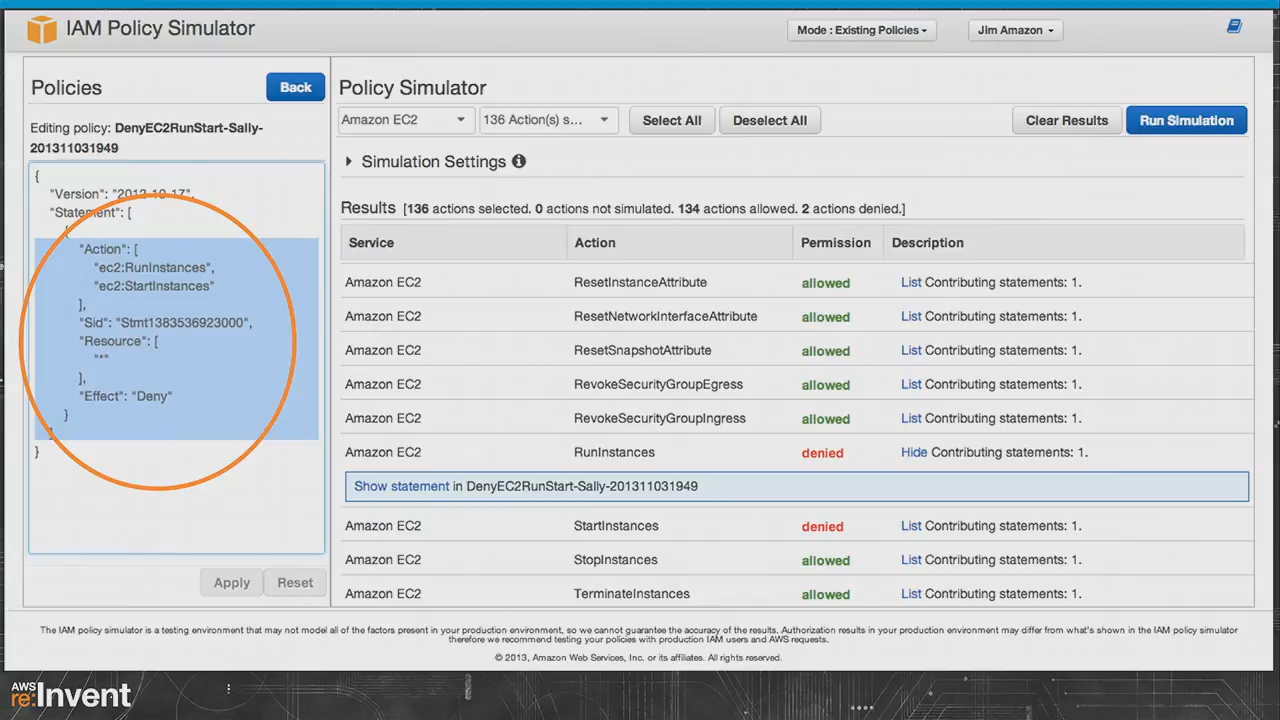 IAM Policy Simulator
Mode : Existing Policies
Jim Amazon
Policies
Back
Editing policy: DenyEC2RunStart-Sally-
201311031949
{
"Version": "2012-10-17",
"Statement": [
{
"Action": [
"ec2:RunInstances",
"ec2:StartInstances"
],
"Sid": "Stmt1383536923000",
"Resource": [
"*"
],
"Effect": "Deny"
}
]
}
Apply
Reset
Policy Simulator
Amazon EC2
136 Action(s) s...
Select All
Deselect All
Clear Results
Run Simulation
Simulation Settings
Results [136 actions selected. 0 actions not simulated. 134 actions allowed. 2 actions denied.]
Service Action Permission Description
Amazon EC2 ResetInstanceAttribute allowed List Contributing statements: 1.
Amazon EC2 ResetNetworkInterfaceAttribute allowed List Contributing statements: 1.
Amazon EC2 ResetSnapshotAttribute allowed List Contributing statements: 1.
Amazon EC2 RevokeSecurityGroupEgress allowed List Contributing statements: 1.
Amazon EC2 RevokeSecurityGroupIngress allowed List Contributing statements: 1.
Amazon EC2 RunInstances denied Hide Contributing statements: 1.
Show statement in DenyEC2RunStart-Sally-201311031949
Amazon EC2 StartInstances denied List Contributing statements: 1.
Amazon EC2 StopInstances allowed List Contributing statements: 1.
Amazon EC2 TerminateInstances allowed List Contributing statements: 1.
The IAM policy simulator is a testing environment that may not model all of the factors present in your production environment, so we cannot guarantee the accuracy of the results. Authorization results in your production environment may differ from what's shown in the IAM policy simulator
therefore we recommend testing your policies with production IAM users and AWS requests.
© 2013, Amazon Web Services, Inc. or its affiliates. All rights reserved.
AWS
re:Invent